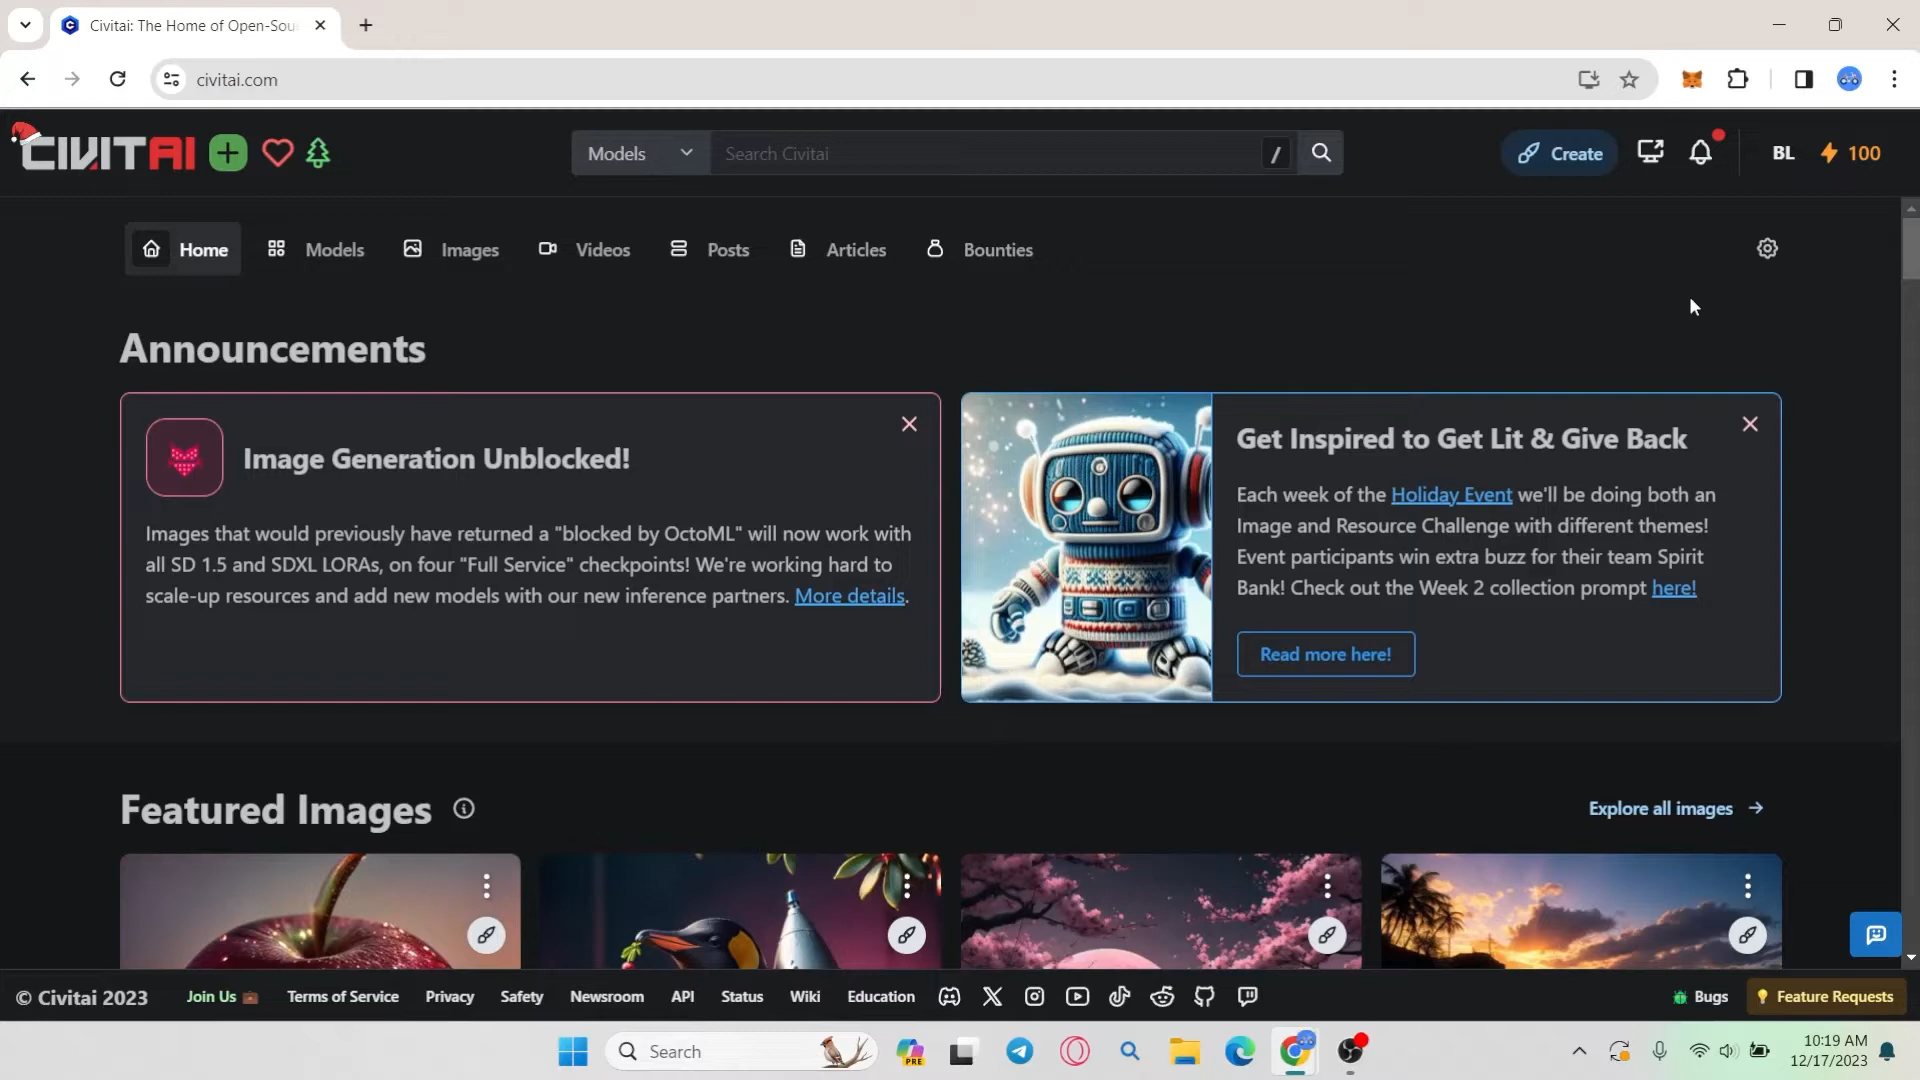 Civitai: The Home of Open-Sou
civitai.com
CIVITAI
Models
Search Civitai
/
Create
BL
100
Home
Models
Images
Videos
Posts
Articles
Bounties
Announcements
Image Generation Unblocked!
Images that would previously have returned a "blocked by OctoML" will now work with
all SD 1.5 and SDXL LORAs, on four "Full Service" checkpoints! We're working hard to
scale-up resources and add new models with our new inference partners. More details.
Get Inspired to Get Lit & Give Back
Each week of the Holiday Event we'll be doing both an
Image and Resource Challenge with different themes!
Event participants win extra buzz for their team Spirit
Bank! Check out the Week 2 collection prompt here!
Read more here!
Featured Images
Explore all images
© Civitai 2023
Join Us
Terms of Service
Privacy
Safety
Newsroom
API
Status
Wiki
Education
Bugs
Feature Requests
Search
PRE
10:19 AM
12/17/2023